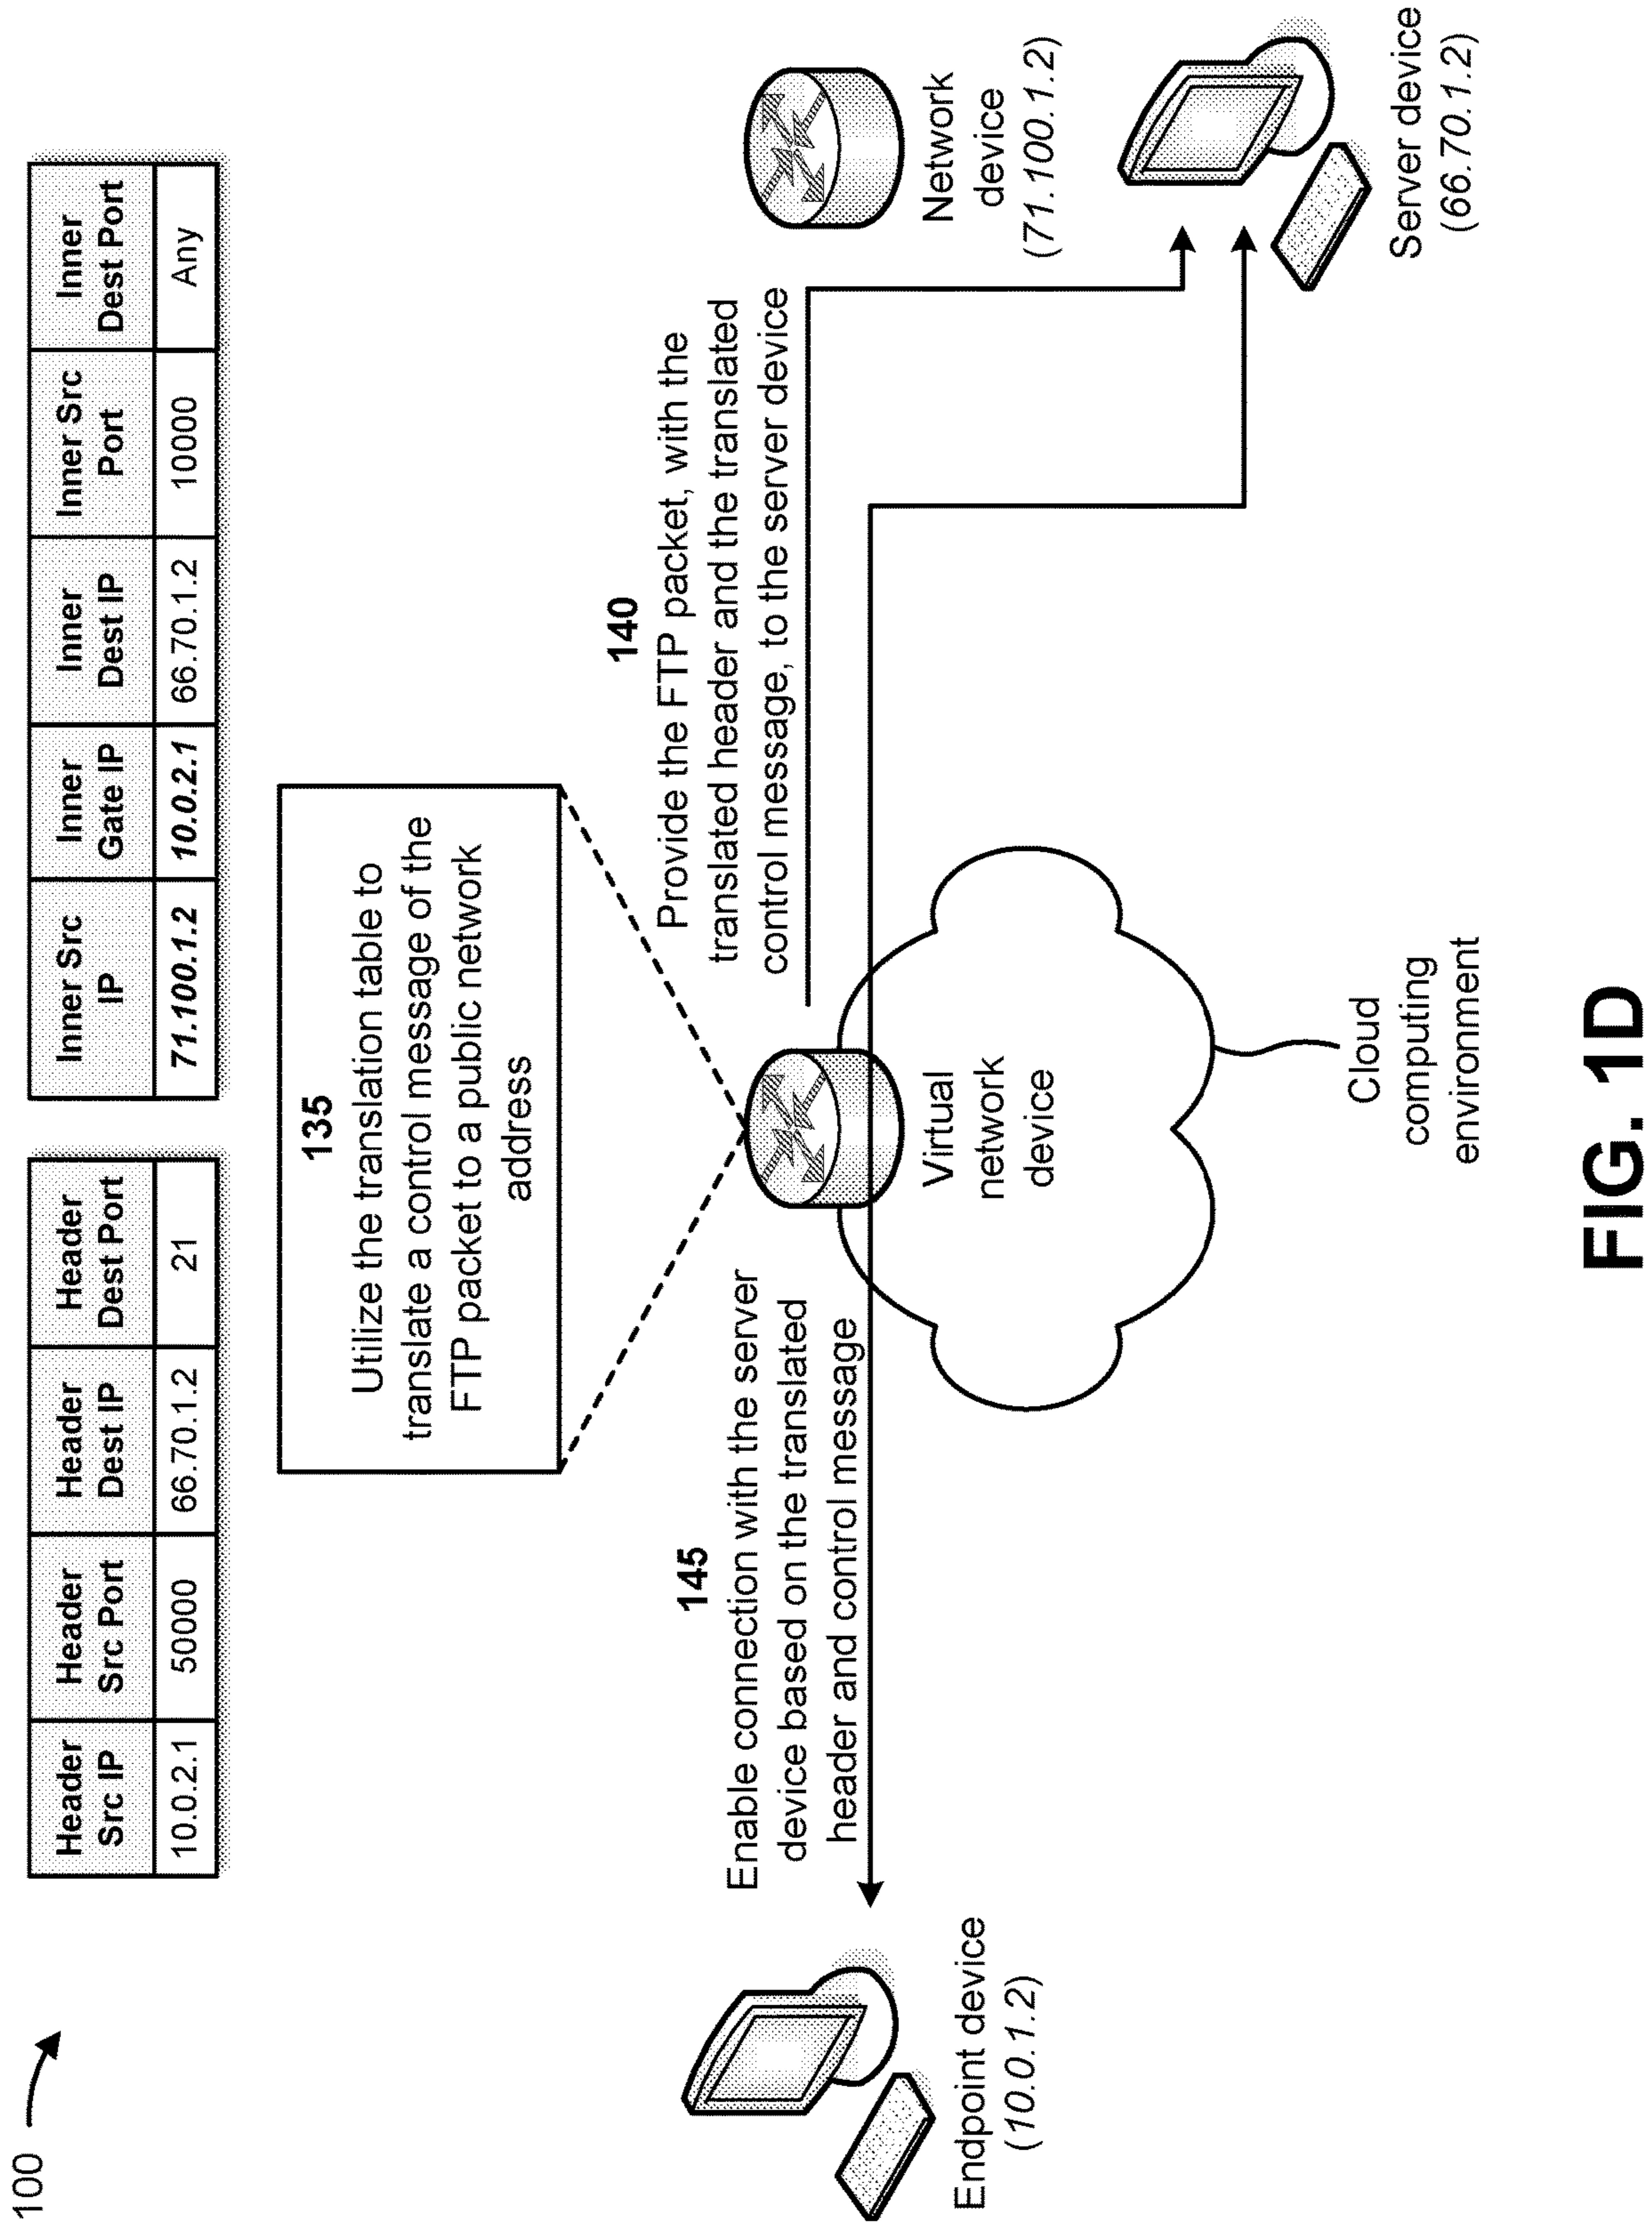 100
Header Src IP
Header Src Port
Header Dest IP
Header Dest Port
10.0.2.1
50000
66.70.1.2
21
Inner Src IP
Inner Gate IP
Inner Dest IP
Inner Src Port
Inner Dest Port
71.100.1.2
10.0.2.1
66.70.1.2
10000
Any
135
Utilize the translation table to
translate a control message of the
FTP packet to a public network
address
140
Provide the FTP packet, with the
translated header and the translated
control message, to the server device
145
Enable connection with the server
device based on the translated
header and control message
Endpoint device
(10.0.1.2)
Virtual
network
device
Cloud
computing
environment
Network
device
(71.100.1.2)
Server device
(66.70.1.2)
FIG. 1D